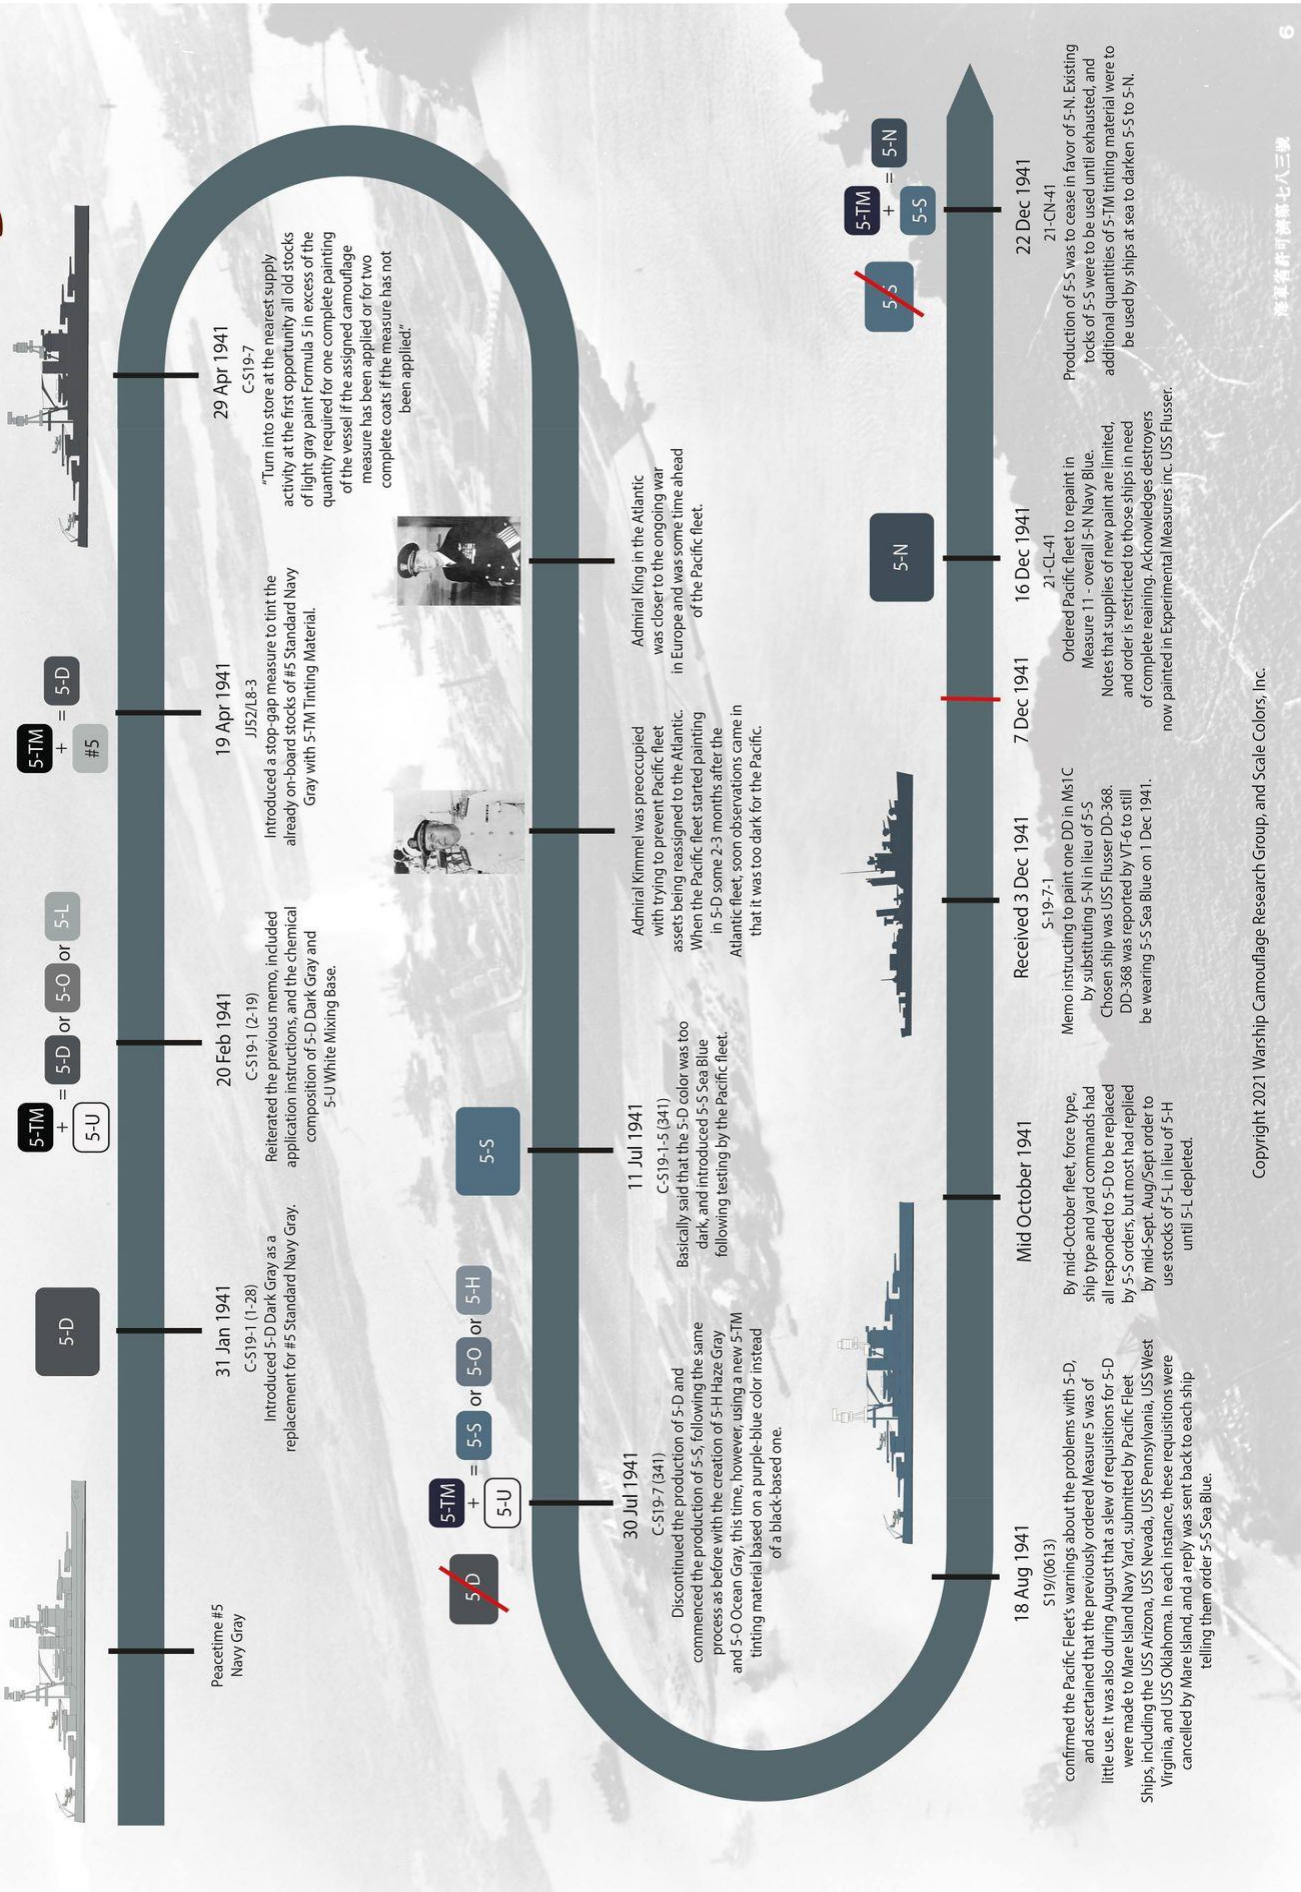 Peacetime #5
Navy Gray
5-D
31 Jan 1941
C-S19-1 (1-28)
Introduced 5-D Dark Gray as a
replacement for #5 Standard Navy Gray.
5-TM
+
5-U
= 5-D or 5-O or 5-L
20 Feb 1941
C-S19-1 (2-19)
Reiterated the previous memo, included
application instructions, and the chemical
composition of 5-D Dark Gray and
5-U White Mixing Base.
5-TM
+
#5
= 5-D
19 Apr 1941
JJ52/L8-3
Introduced a stop-gap measure to tint the
already on-board stocks of #5 Standard Navy
Gray with 5-TM Tinting Material.
29 Apr 1941
C-S19-7
"Turn into store at the nearest supply
activity at the first opportunity all old stocks
of light gray paint Formula 5 in excess of the
quantity required for one complete painting
of the vessel if the assigned camouflage
measure has been applied or for two
complete coats if the measure has not
been applied."
Admiral King in the Atlantic
was closer to the ongoing war
in Europe and was some time ahead
of the Pacific fleet.
Admiral Kimmel was preoccupied
with trying to prevent Pacific fleet
assets being reassigned to the Atlantic.
When the Pacific fleet started painting
in 5-D some 2-3 months after the
Atlantic fleet, soon observations came in
that it was too dark for the Pacific.
5-S
11 Jul 1941
C-S19-1-5 (341)
Basically said that the 5-D color was too
dark, and introduced 5-S Sea Blue
following testing by the Pacific fleet.
5-D
5-TM
+
5-U
= 5-S or 5-O or 5-H
30 Jul 1941
C-S19-7 (341)
Discontinued the production of 5-D and
commenced the production of 5-S, following the same
process as before with the creation of 5-H Haze Gray
and 5-O Ocean Gray, this time, however, using a new 5-TM
tinting material based on a purple-blue color instead
of a black-based one.
18 Aug 1941
S19/(0613)
confirmed the Pacific Fleet's warnings about the problems with 5-D,
and ascertained that the previously ordered Measure 5 was of
little use. It was also during August that a slew of requisitions for 5-D
were made to Mare Island Navy Yard, submitted by Pacific Fleet
Ships, including the USS Arizona, USS Nevada, USS Pennsylvania, USS West
Virginia, and USS Oklahoma. In each instance, these requisitions were
cancelled by Mare Island, and a reply was sent back to each ship
telling them order 5-S Sea Blue.
Mid October 1941
By mid-October fleet, force type,
ship type and yard commands had
all responded to 5-D to be replaced
by 5-S orders, but most had replied
by mid-Sept. Aug/Sept order to
use stocks of 5-L in lieu of 5-H
until 5-L depleted.
Received 3 Dec 1941
S-19-7-1
Memo instructing to paint one DD in Ms1C
by substituting 5-N in lieu of 5-S
Chosen ship was USS Flusser DD-368.
DD-368 was reported by VT-6 to still
be wearing 5-S Sea Blue on 1 Dec 1941.
7 Dec 1941
5-N
16 Dec 1941
21-CL-41
Ordered Pacific fleet to repaint in
Measure 11 - overall 5-N Navy Blue.
Notes that supplies of new paint are limited,
and order is restricted to those ships in need
of complete reaining. Acknowledges destroyers
now painted in Experimental Measures inc. USS Flusser.
5-S
5-TM
+
5-S
= 5-N
22 Dec 1941
21-CN-41
Production of 5-S was to cease in favor of 5-N. Existing
tocks of 5-S were to be used until exhausted, and
additional quantities of 5-TM tinting material were to
be used by ships at sea to darken 5-S to 5-N.
Copyright 2021 Warship Camouflage Research Group, and Scale Colors, Inc.
6